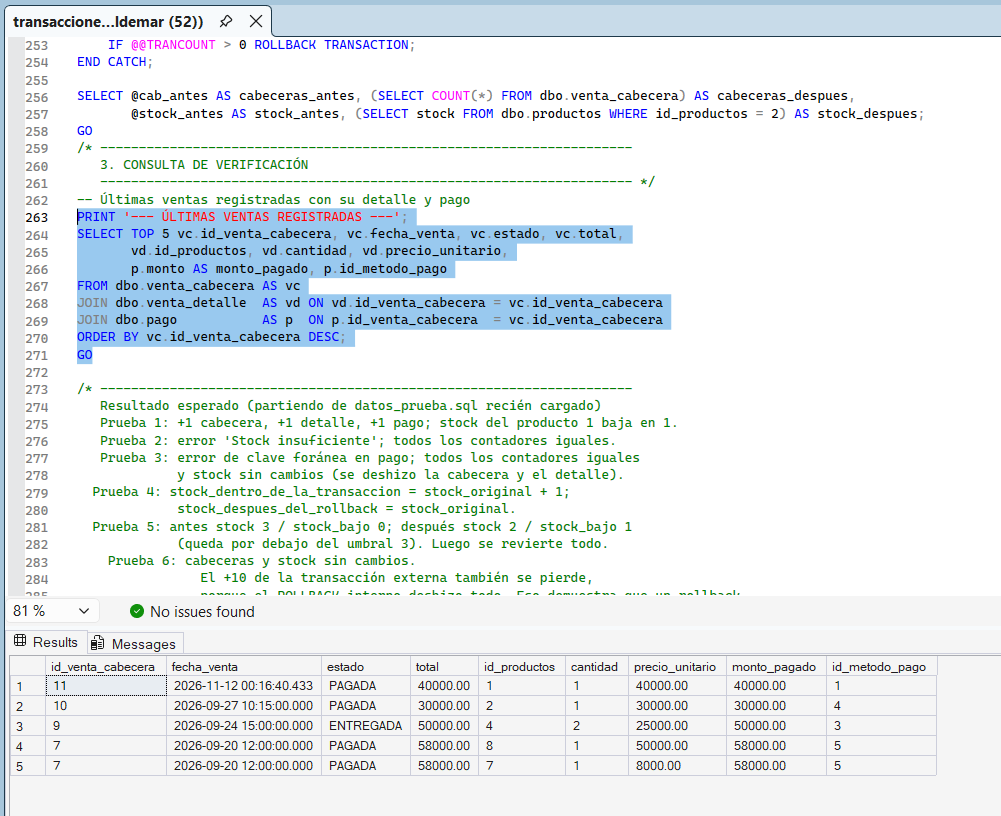 transaccione...ldemar (52))
253 IF @@TRANCOUNT > 0 ROLLBACK TRANSACTION;
254 END CATCH;
255
256 SELECT @cab_antes AS cabeceras_antes, (SELECT COUNT(*) FROM dbo.venta_cabecera) AS cabeceras_despues,
257 @stock_antes AS stock_antes, (SELECT stock FROM dbo.productos WHERE id_productos = 2) AS stock_despues;
258 GO
259 /* ---------------------------------------------------------------------
260 3. CONSULTA DE VERIFICACIÓN
261 --------------------------------------------------------------------- */
262 -- Últimas ventas registradas con su detalle y pago
263 PRINT '--- ÚLTIMAS VENTAS REGISTRADAS ---';
264 SELECT TOP 5 vc.id_venta_cabecera, vc.fecha_venta, vc.estado, vc.total,
265 vd.id_productos, vd.cantidad, vd.precio_unitario,
266 p.monto AS monto_pagado, p.id_metodo_pago
267 FROM dbo.venta_cabecera AS vc
268 JOIN dbo.venta_detalle AS vd ON vd.id_venta_cabecera = vc.id_venta_cabecera
269 JOIN dbo.pago AS p ON p.id_venta_cabecera = vc.id_venta_cabecera
270 ORDER BY vc.id_venta_cabecera DESC;
271 GO
272
273 /* ---------------------------------------------------------------------
274 Resultado esperado (partiendo de datos_prueba.sql recién cargado)
275 Prueba 1: +1 cabecera, +1 detalle, +1 pago; stock del producto 1 baja en 1.
276 Prueba 2: error 'Stock insuficiente'; todos los contadores iguales.
277 Prueba 3: error de clave foránea en pago; todos los contadores iguales
278 y stock sin cambios (se deshizo la cabecera y el detalle).
279 Prueba 4: stock_dentro_de_la_transaccion = stock_original + 1;
280 stock_despues_del_rollback = stock_original.
281 Prueba 5: antes stock 3 / stock_bajo 0; después stock 2 / stock_bajo 1
282 (queda por debajo del umbral 3). Luego se revierte todo.
283 Prueba 6: cabeceras y stock sin cambios.
284 El +10 de la transacción externa también se pierde,
81 % No issues found
Results Messages
id_venta_cabecera fecha_venta estado total id_productos cantidad precio_unitario monto_pagado id_metodo_pago
1 11 2026-11-12 00:16:40.433 PAGADA 40000.00 1 1 40000.00 40000.00 1
2 10 2026-09-27 10:15:00.000 PAGADA 30000.00 2 1 30000.00 30000.00 4
3 9 2026-09-24 15:00:00.000 ENTREGADA 50000.00 4 2 25000.00 50000.00 3
4 7 2026-09-20 12:00:00.000 PAGADA 58000.00 8 1 50000.00 58000.00 5
5 7 2026-09-20 12:00:00.000 PAGADA 58000.00 7 1 8000.00 58000.00 5